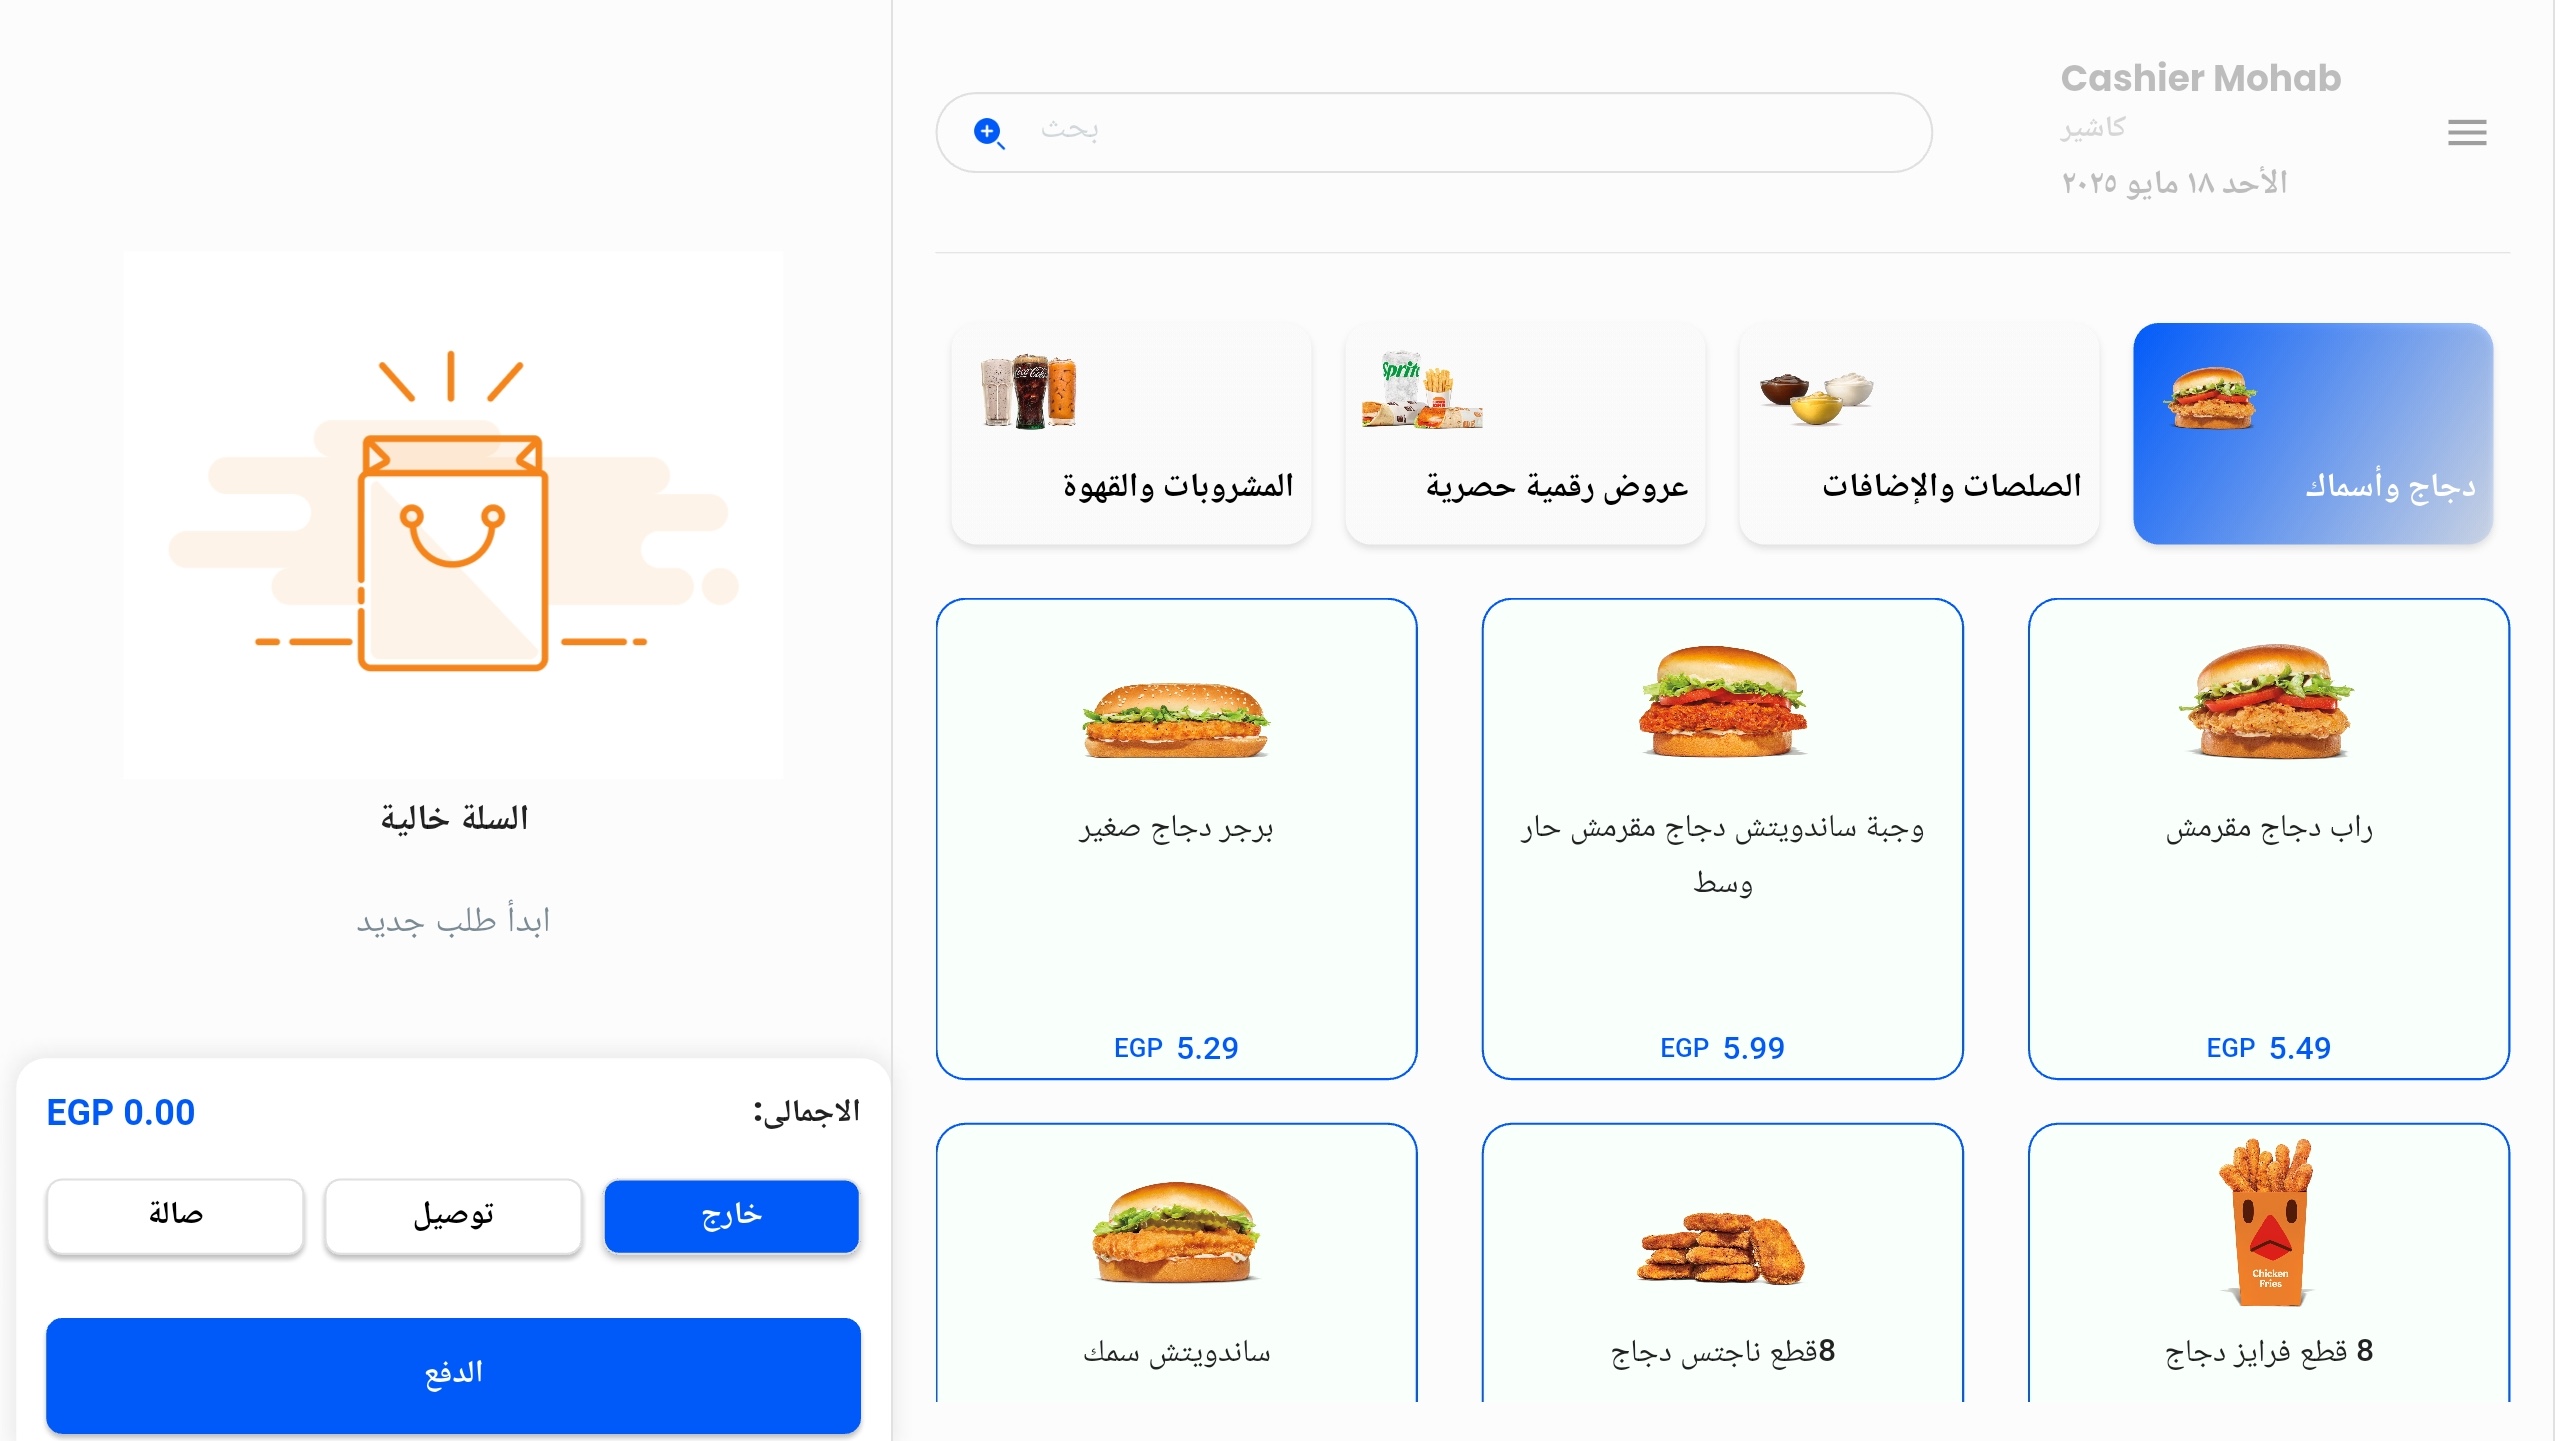 Cashier Mohab
كاشير
الأحد ١٨ مايو ٢٠٢٥
بحث
دجاج وأسماك
الصلصات والإضافات
عروض رقمية حصرية
المشروبات والقهوة
Sprite
Coca-Cola
راب دجاج مقرمش
EGP 5.49
وجبة ساندويتش دجاج مقرمش حار
وسط
EGP 5.99
برجر دجاج صغير
EGP 5.29
Chicken
Fries
8 قطع فرايز دجاج
8قطع ناجتس دجاج
ساندويتش سمك
السلة خالية
ابدأ طلب جديد
الاجمالى:
EGP 0.00
خارج
توصيل
صالة
الدفع